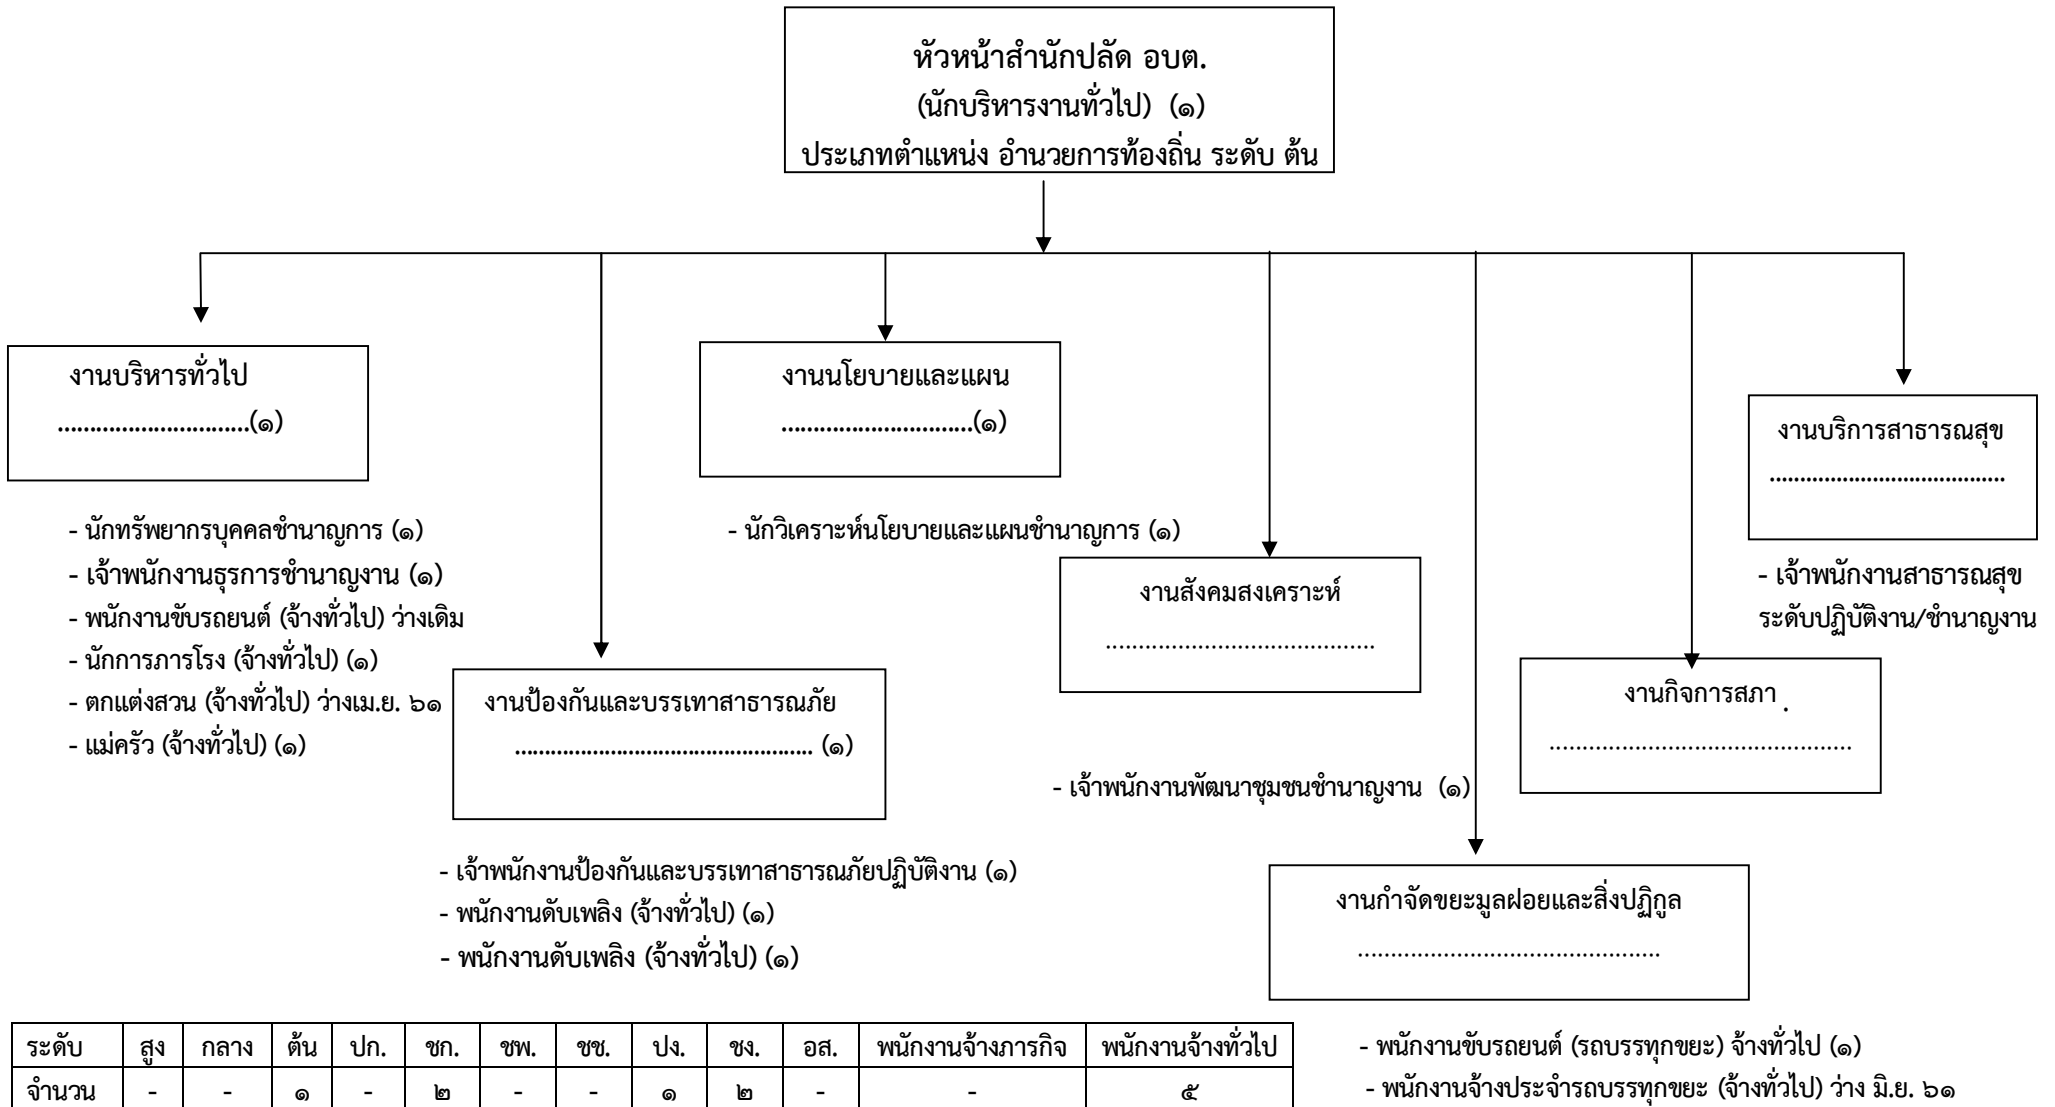 หัวหน้าสำนักปลัด อบต.
(นักบริหารงานทั่วไป) (๑)
ประเภทตำแหน่ง อำนวยการท้องถิ่น ระดับ ต้น
งานบริหารทั่วไป
..............................(๑)
- นักทรัพยากรบุคคลชำนาญการ (๑)
- เจ้าพนักงานธุรการชำนาญงาน (๑)
- พนักงานขับรถยนต์ (จ้างทั่วไป) ว่างเดิม
- นักการภารโรง (จ้างทั่วไป) (๑)
- ตกแต่งสวน (จ้างทั่วไป) ว่างเม.ย. ๖๑
- แม่ครัว (จ้างทั่วไป) (๑)
งานป้องกันและบรรเทาสาธารณภัย
.................................................. (๑)
- เจ้าพนักงานป้องกันและบรรเทาสาธารณภัยปฏิบัติงาน (๑)
- พนักงานดับเพลิง (จ้างทั่วไป) (๑)
- พนักงานดับเพลิง (จ้างทั่วไป) (๑)
งานนโยบายและแผน
..............................(๑)
- นักวิเคราะห์นโยบายและแผนชำนาญการ (๑)
งานสังคมสงเคราะห์
.........................................
- เจ้าพนักงานพัฒนาชุมชนชำนาญงาน (๑)
งานกำจัดขยะมูลฝอยและสิ่งปฏิกูล
..............................................
- พนักงานขับรถยนต์ (รถบรรทุกขยะ) จ้างทั่วไป (๑)
- พนักงานจ้างประจำรถบรรทุกขยะ (จ้างทั่วไป) ว่าง มิ.ย. ๖๑
งานกิจการสภา .
..............................................
งานบริการสาธารณสุข
.......................................
- เจ้าพนักงานสาธารณสุข
ระดับปฏิบัติงาน/ชำนาญงาน
ระดับ สูง กลาง ต้น ปก. ชก. ชพ. ชช. ปง. ชง. อส. พนักงานจ้างภารกิจ พนักงานจ้างทั่วไป
จำนวน - - ๑ - ๒ - - ๑ ๒ - - ๕